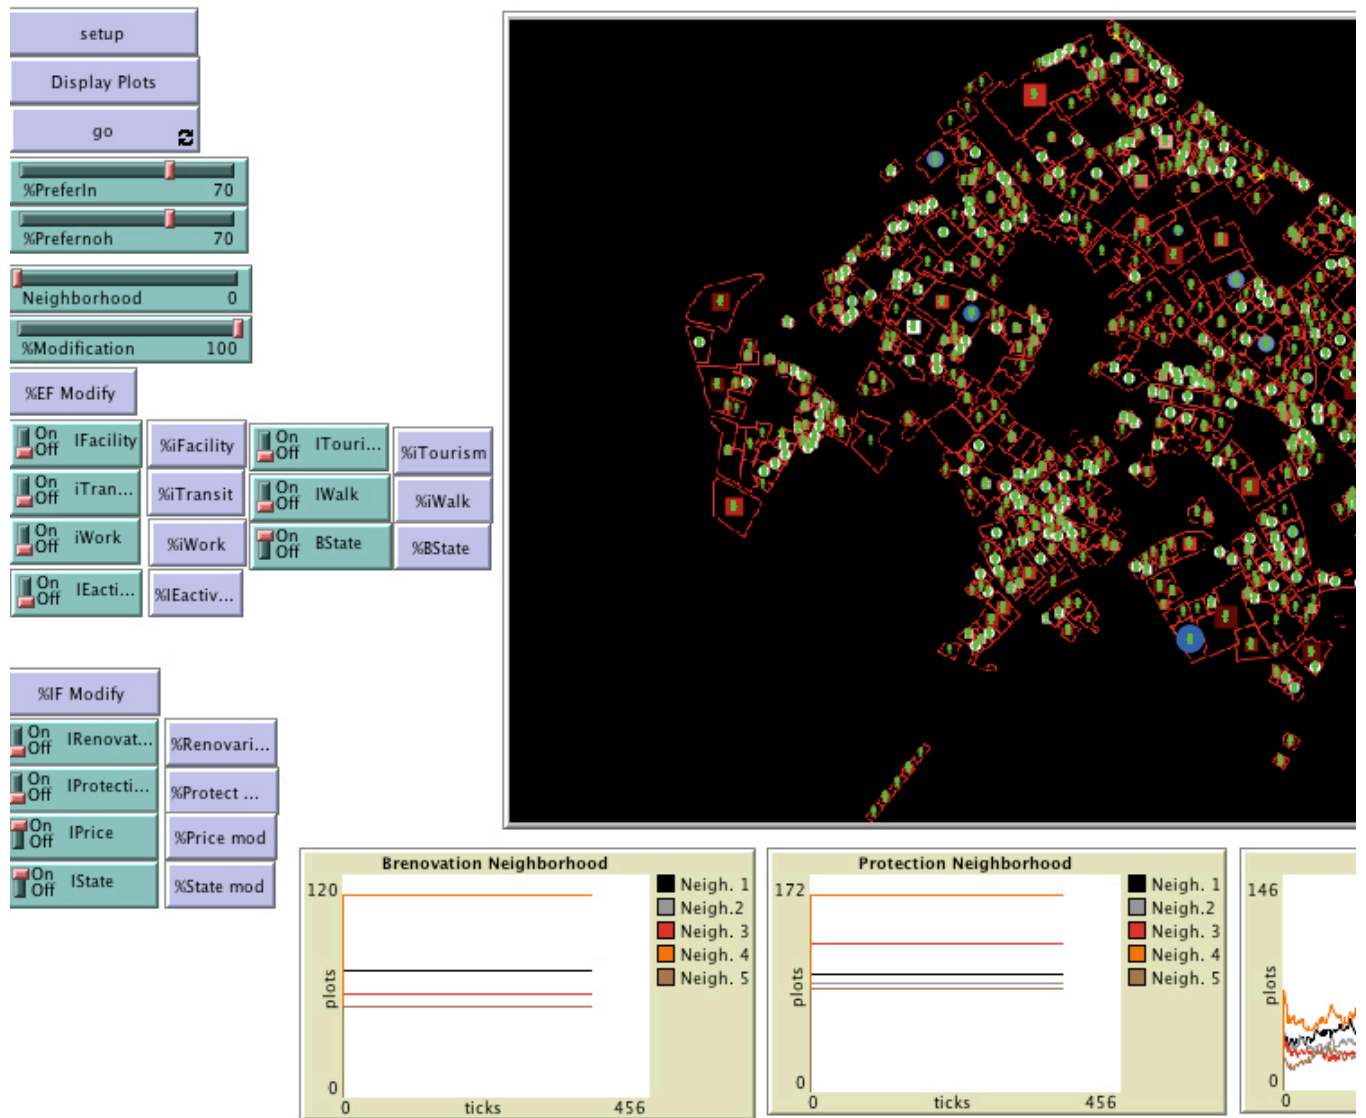 setup
Display Plots
go
%PreferIn 70
%Prefernoh 70
Neighborhood 0
%Modification 100
%EF Modify
On Off IFacility %iFacility On Off ITouri... %iTourism
On Off iTran... %iTransit On Off IWalk %iWalk
On Off iWork %iWork On Off BState %BState
On Off IEacti... %IEactiv...
%IF Modify
On Off IRenovat... %Renovari...
On Off IProtecti... %Protect ...
On Off IPrice %Price mod
On Off IState %State mod
Brenovation Neighborhood
120
plots
0
0 ticks 456
Neigh. 1
Neigh.2
Neigh. 3
Neigh. 4
Neigh. 5
Protection Neighborhood
172
plots
0
0 ticks 456
Neigh. 1
Neigh.2
Neigh. 3
Neigh. 4
Neigh. 5
146
plots
0
0